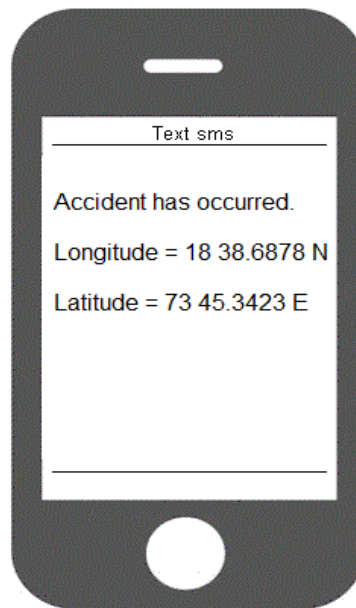 Text sms
Accident has occurred.
Longitude = 18 38.6878 N
Latitude = 73 45.3423 E